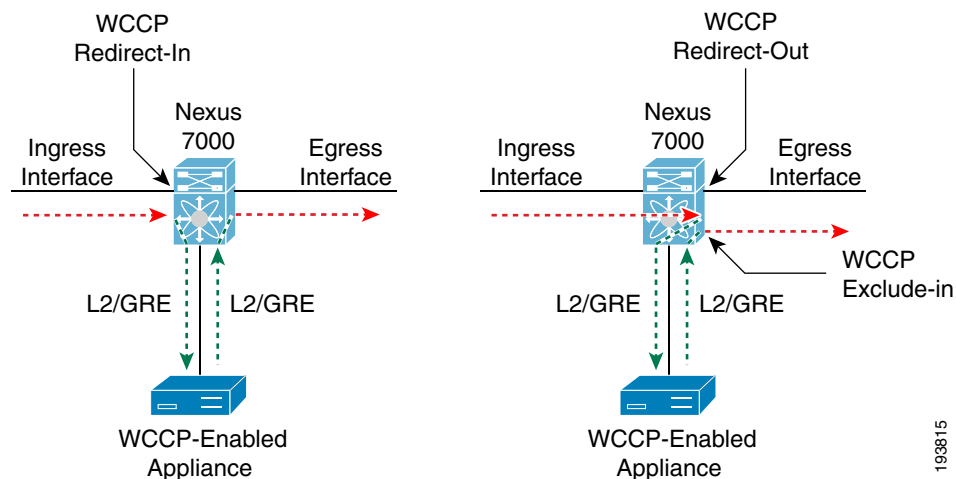 WCCP
Redirect-In
Nexus
7000
Ingress
Interface
Egress
Interface
L2/GRE
L2/GRE
WCCP-Enabled
Appliance
WCCP
Redirect-Out
Nexus
7000
Ingress
Interface
Egress
Interface
WCCP
Exclude-in
L2/GRE
L2/GRE
WCCP-Enabled
Appliance
193815